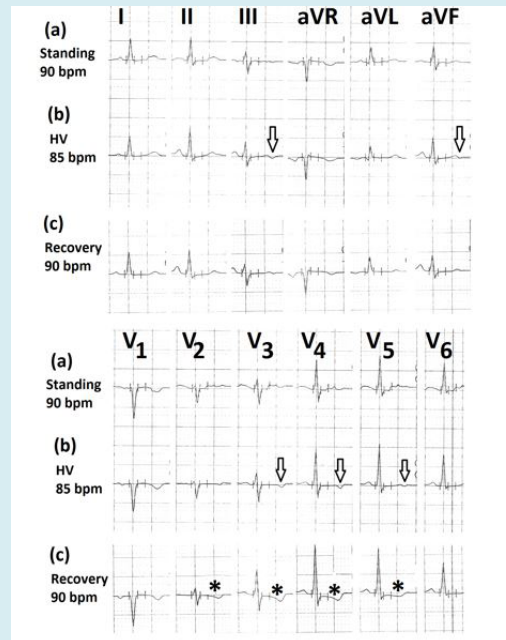 I II III aVR aVL aVF
(a)
Standing
90 bpm
(b)
HV
85 bpm
(c)
Recovery
90 bpm
V1 V2 V3 V4 V5 V6
(a)
Standing
90 bpm
(b)
HV
85 bpm
(c)
Recovery
90 bpm
* * * *